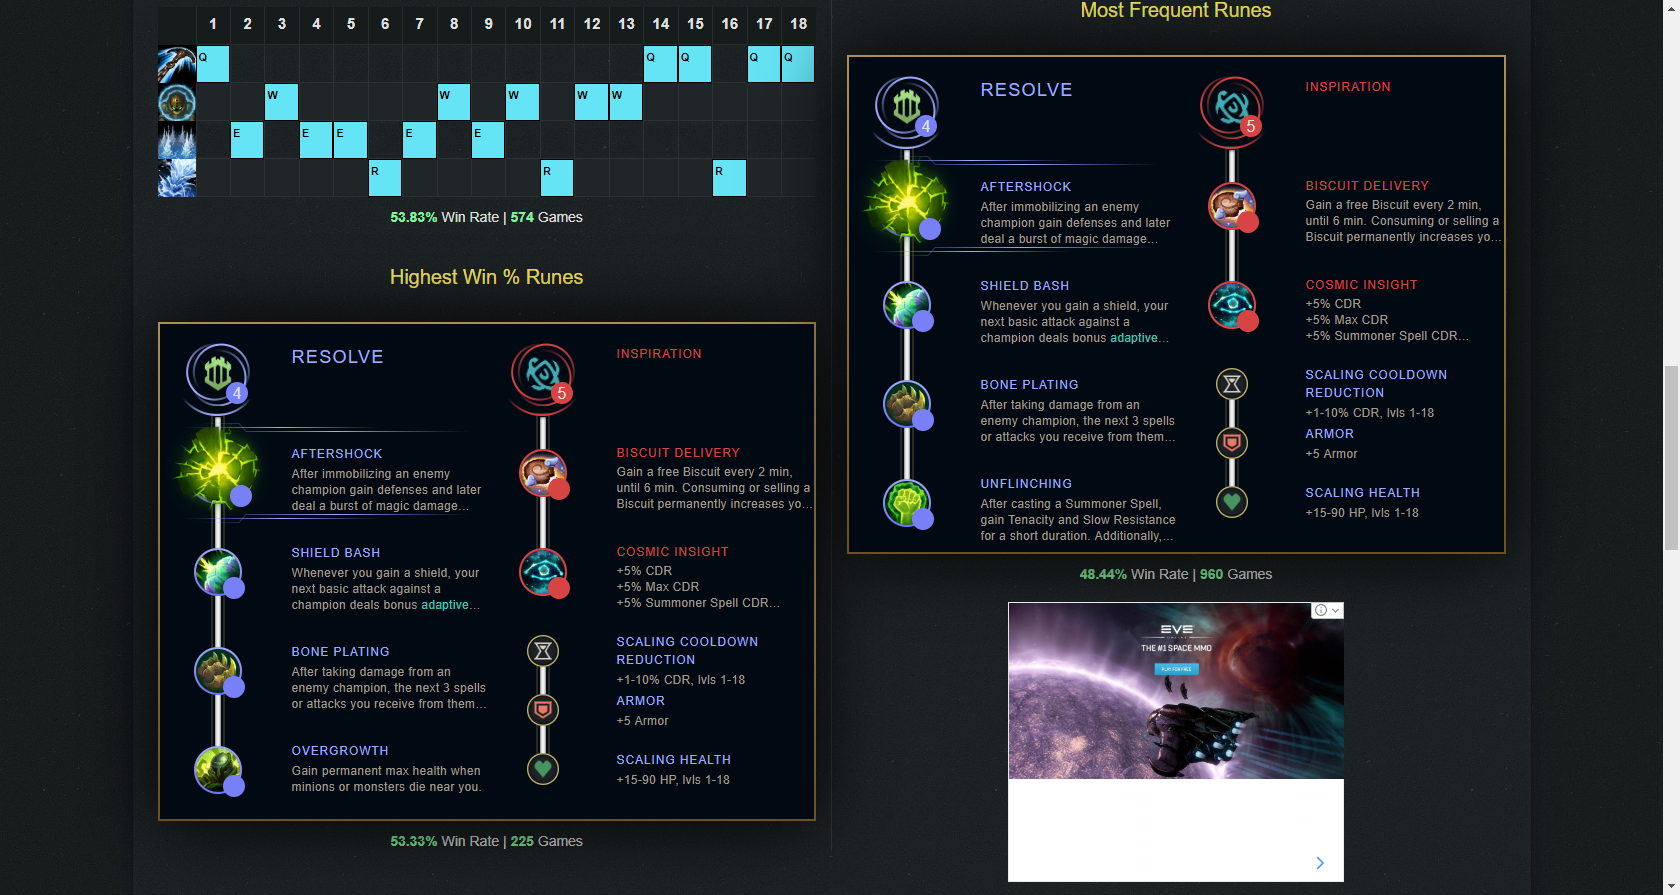 1 2 3 4 5 6 7 8 9 10 11 12 13 14 15 16 17 18
Q Q Q Q Q
W W W W W
E E E E E
R R R
53.83% Win Rate | 574 Games
Highest Win % Runes
4
RESOLVE
AFTERSHOCK
After immobilizing an enemy
champion gain defenses and later
deal a burst of magic damage...
SHIELD BASH
Whenever you gain a shield, your
next basic attack against a
champion deals bonus adaptive...
BONE PLATING
After taking damage from an
enemy champion, the next 3 spells
or attacks you receive from them...
OVERGROWTH
Gain permanent max health when
minions or monsters die near you.
5
INSPIRATION
BISCUIT DELIVERY
Gain a free Biscuit every 2 min,
until 6 min. Consuming or selling a
Biscuit permanently increases yo...
COSMIC INSIGHT
+5% CDR
+5% Max CDR
+5% Summoner Spell CDR...
SCALING COOLDOWN
REDUCTION
+1-10% CDR, lvls 1-18
ARMOR
+5 Armor
SCALING HEALTH
+15-90 HP, lvls 1-18
53.33% Win Rate | 225 Games
Most Frequent Runes
4
RESOLVE
AFTERSHOCK
After immobilizing an enemy
champion gain defenses and later
deal a burst of magic damage...
SHIELD BASH
Whenever you gain a shield, your
next basic attack against a
champion deals bonus adaptive...
BONE PLATING
After taking damage from an
enemy champion, the next 3 spells
or attacks you receive from them...
UNFLINCHING
After casting a Summoner Spell,
gain Tenacity and Slow Resistance
for a short duration. Additionally,...
5
INSPIRATION
BISCUIT DELIVERY
Gain a free Biscuit every 2 min,
until 6 min. Consuming or selling a
Biscuit permanently increases yo...
COSMIC INSIGHT
+5% CDR
+5% Max CDR
+5% Summoner Spell CDR...
SCALING COOLDOWN
REDUCTION
+1-10% CDR, lvls 1-18
ARMOR
+5 Armor
SCALING HEALTH
+15-90 HP, lvls 1-18
48.44% Win Rate | 960 Games
EVE
THE #1 SPACE MMO
PLAY FOR FREE